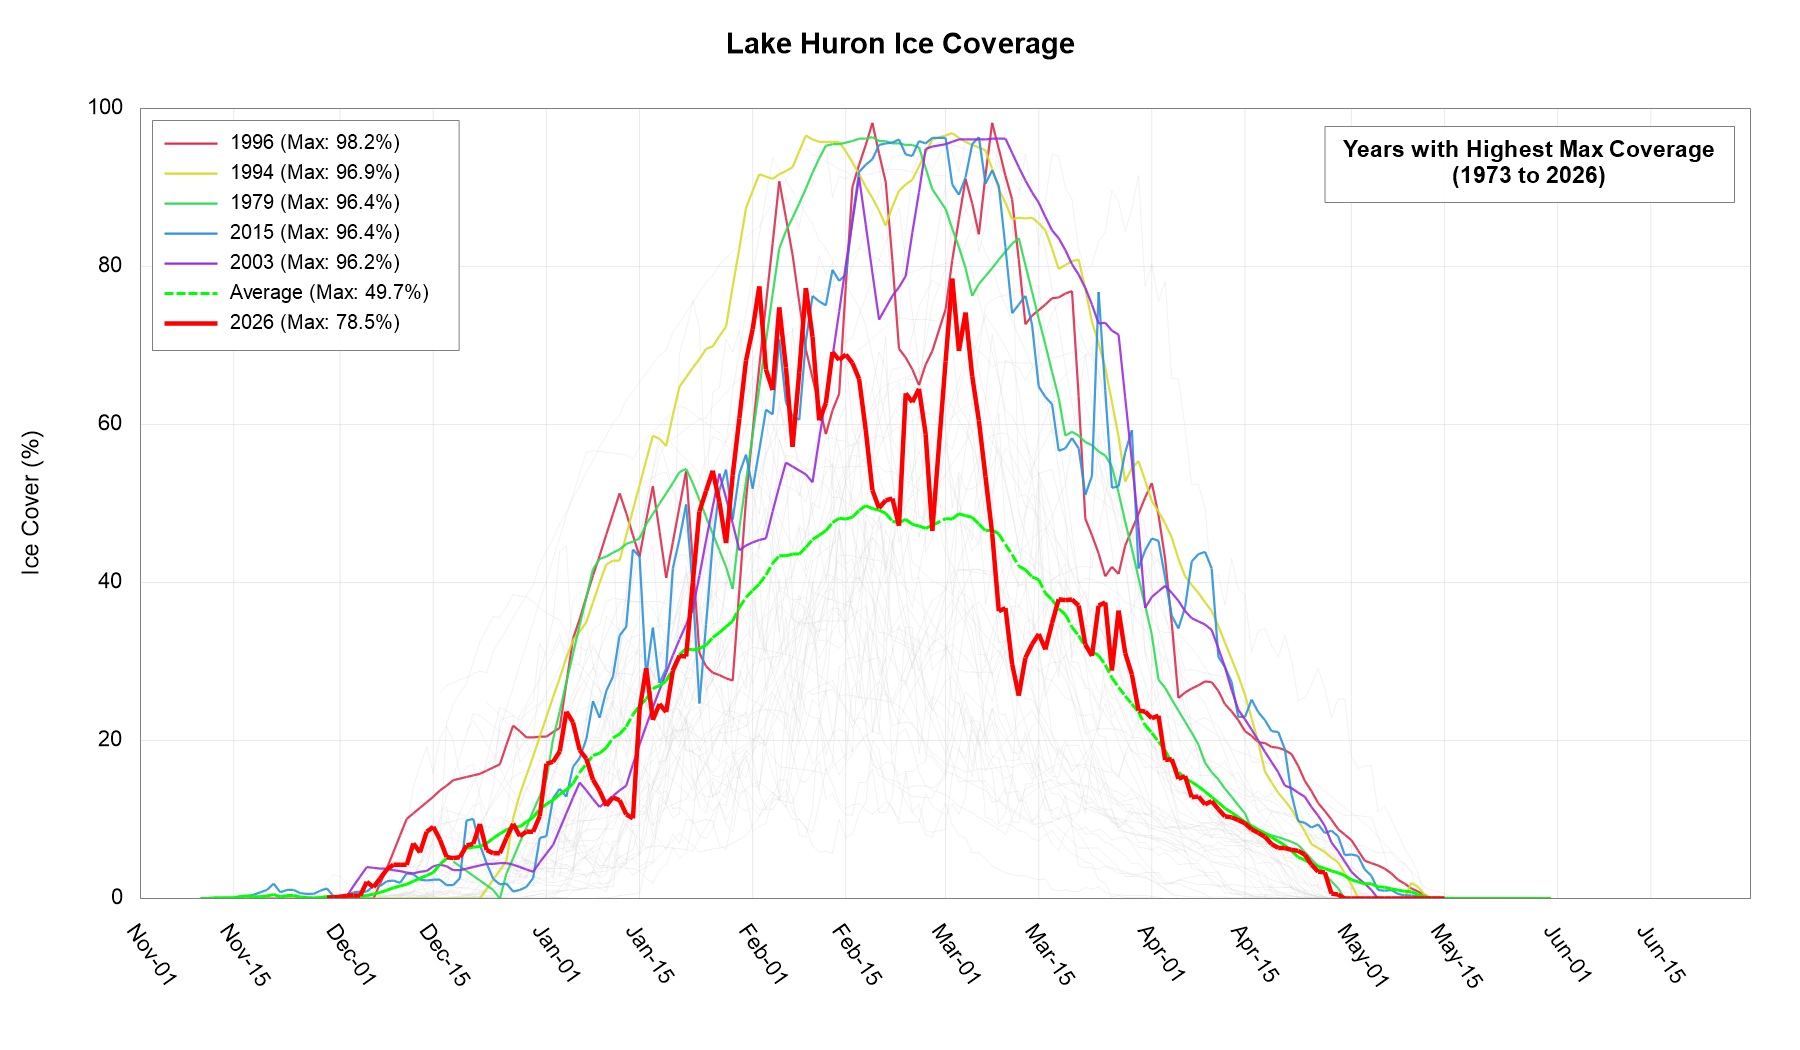 Lake Huron Ice Coverage
100
80
60
40
20
0
Ice Cover (%)
1996 (Max: 98.2%)
1994 (Max: 96.9%)
1979 (Max: 96.4%)
2015 (Max: 96.4%)
2003 (Max: 96.2%)
Average (Max: 49.7%)
2026 (Max: 78.5%)
Years with Highest Max Coverage
(1973 to 2026)
Nov-01
Nov-15
Dec-01
Dec-15
Jan-01
Jan-15
Feb-01
Feb-15
Mar-01
Mar-15
Apr-01
Apr-15
May-01
May-15
Jun-01
Jun-15